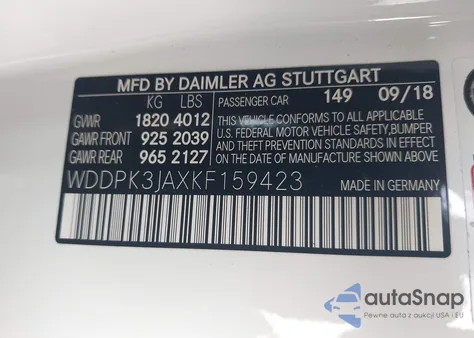 MFD BY DAIMLER AG STUTTGART
KG LBS PASSENGER CAR 149 09/18
GVWR 1820 4012 THIS VEHICLE CONFORMS TO ALL APPLICABLE
GAWR FRONT 925 2039 U.S. FEDERAL MOTOR VEHICLE SAFETY,BUMPER
GAWR REAR 965 2127 AND THEFT PREVENTION STANDARDS IN EFFECT
ON THE DATE OF MANUFACTURE SHOWN ABOVE.
WDDPK3JAXKF159423 MADE IN GERMANY
autoSnap
Pewne auta z aukcji USA - EU